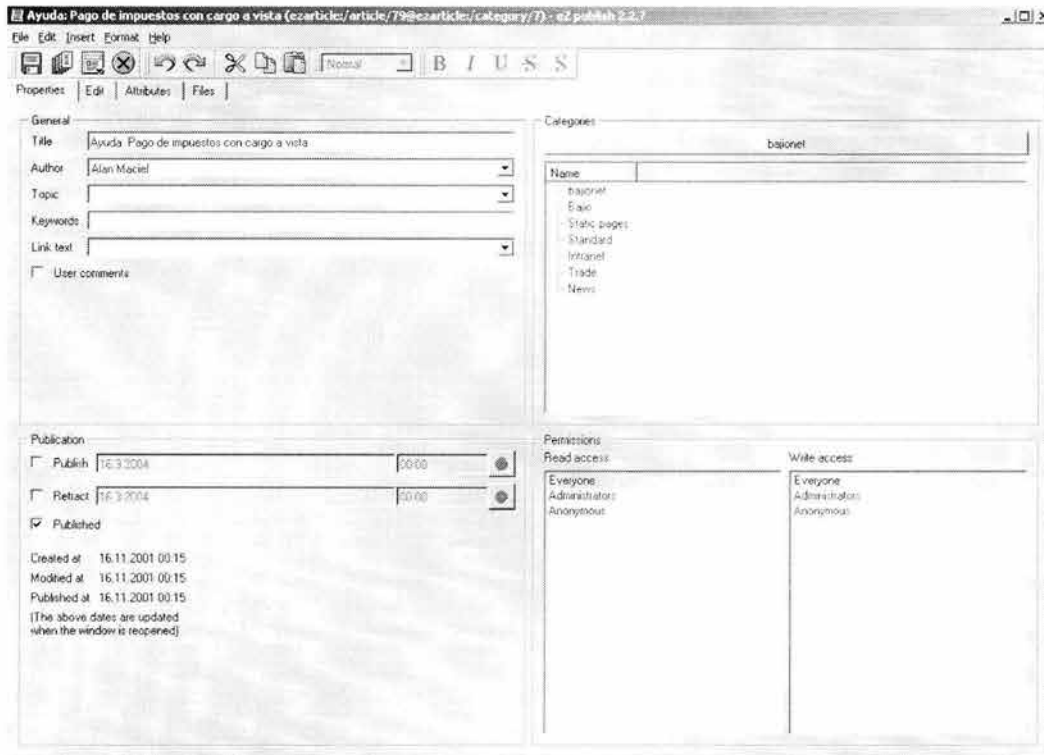 Ayuda: Pago de impuestos con cargo a vista (ezarticle:/article/79@ezarticle:/category/7) - eZ publish 2.2.7
File Edit Insert Format Help
Normal B I U S S
Properties Edit Attributes Files
General
Title Ayuda: Pago de impuestos con cargo a vista
Author Alan Maciel
Topic
Keywords
Link text
User comments
Categories
bajionet
Name
bajionet
Bajio
Static pages
Standard
Intranet
Trade
News
Publication
Publish 16.3.2004 00:00
Retract 16.3.2004 00:00
Published
Created at 16.11.2001 00:15
Modified at 16.11.2001 00:15
Published at 16.11.2001 00:15
(The above dates are updated
when the window is reopened)
Permissions
Read access Write access
Everyone Everyone
Administrators Administrators
Anonymous Anonymous